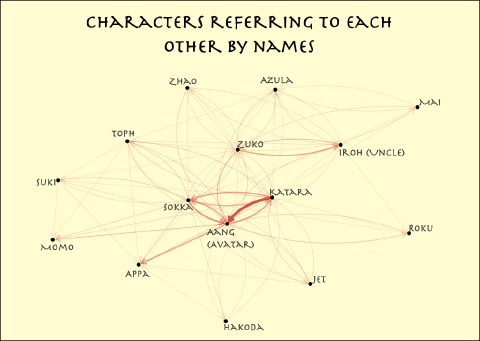 Characters referring to each
other by names
Zhao
Azula
Mai
Toph
Zuko
Iroh (Uncle)
Suki
Katara
Sokka
Aang
(Avatar)
Roku
Momo
Appa
Jet
Hakoda